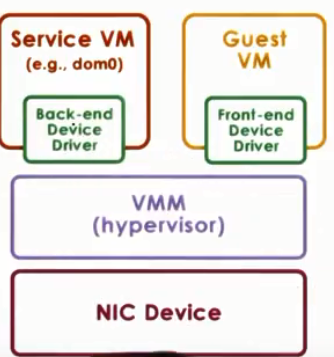 Service VM
(e.g., dom0)
Back-end
Device
Driver
Guest
VM
Front-end
Device
Driver
VMM
(hypervisor)
NIC Device